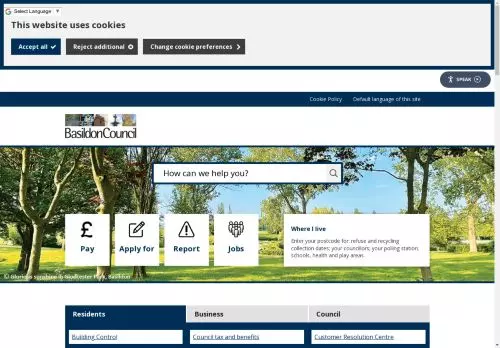 Select Language ▼
This website uses cookies
Accept all
Reject additional
Change cookie preferences
SPEAK
Cookie Policy
Default language of this site
Basildon Council
How can we help you?
Pay
Apply for
Report
Jobs
Where I live
Enter your postcode for: refuse and recycling
collection dates; your councillors; your polling station;
schools, health and play areas.
© Glorious sunshine in Gloucester Park, Basildon
Residents
Business
Council
Building Control
Council tax and benefits
Customer Resolution Centre